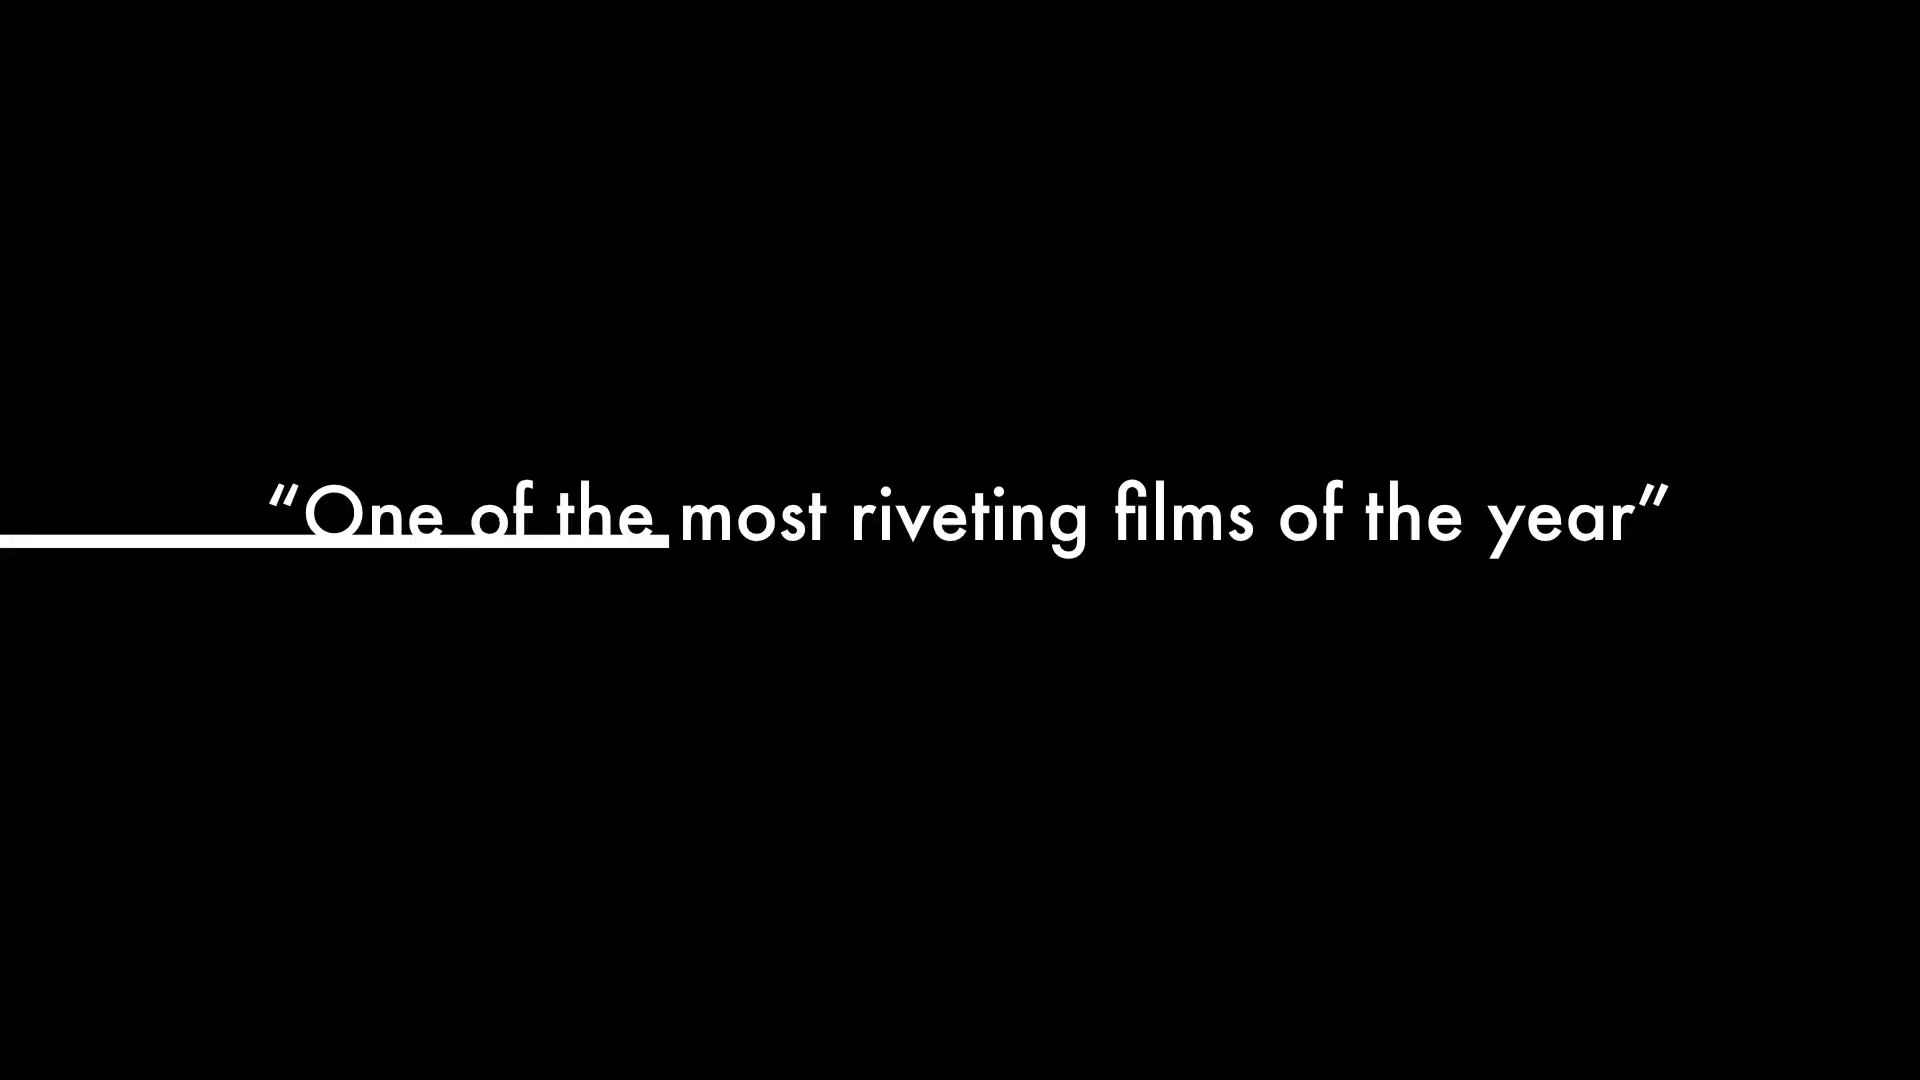 “One of the most riveting films of the year”